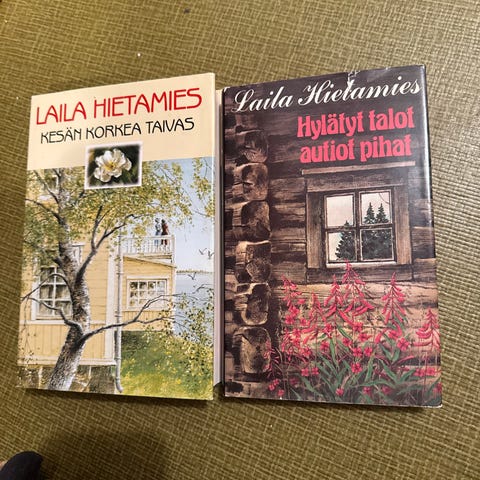 LAILA HIETAMIES
KESÄN KORKEA TAIVAS
Laila Hietamies
Hylätyt talot
autiot pihat